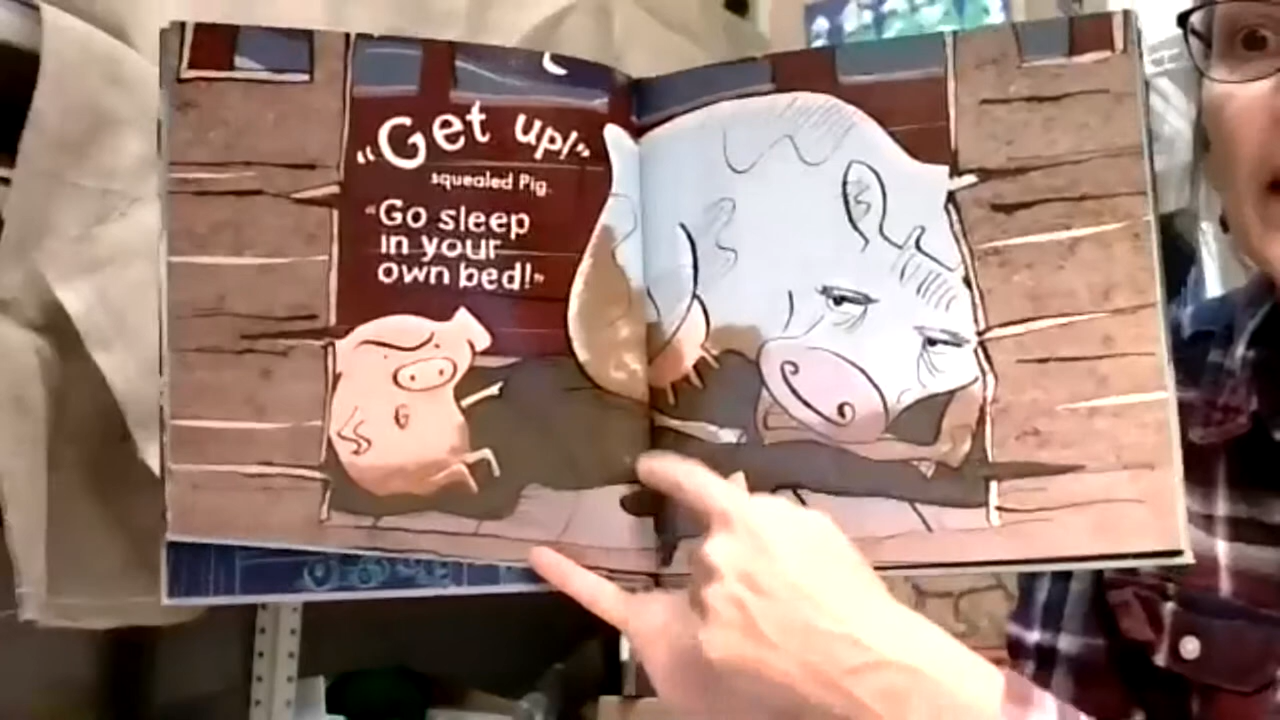 “Get up!”
squealed Pig.
“Go sleep
in your
own bed!”